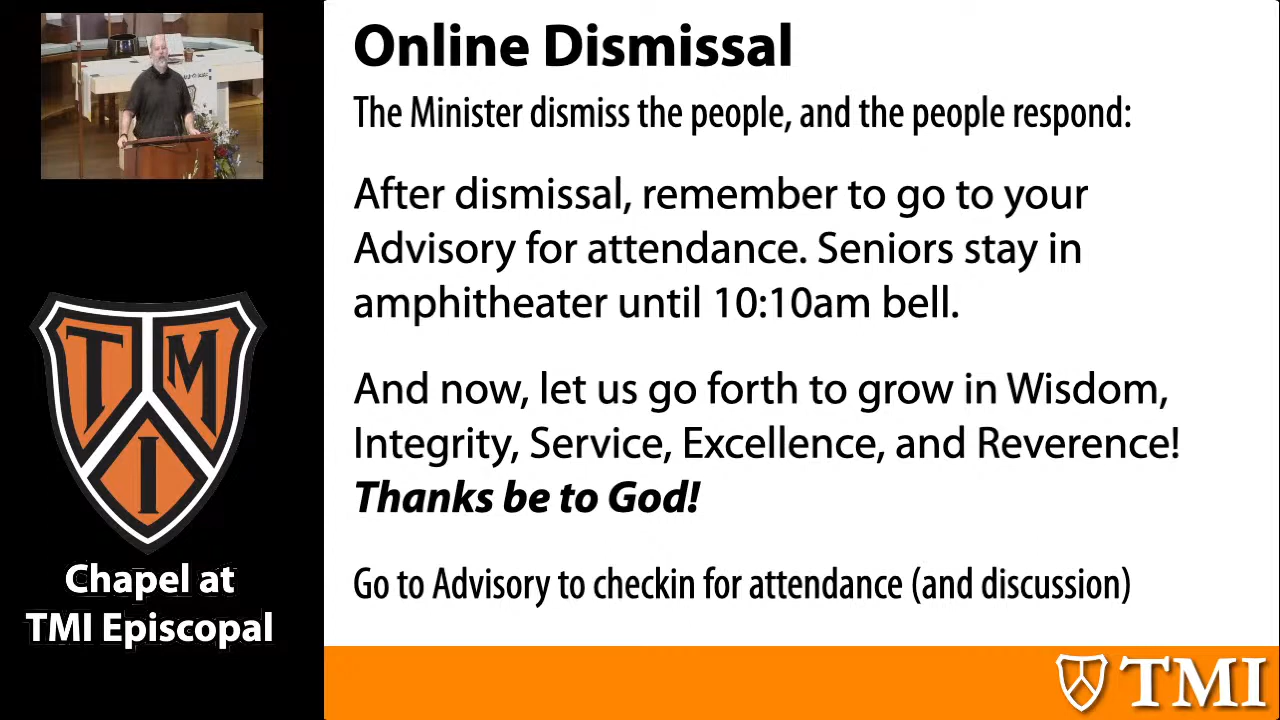 Online Dismissal
The Minister dismiss the people, and the people respond:
After dismissal, remember to go to your
Advisory for attendance. Seniors stay in
amphitheater until 10:10am bell.
And now, let us go forth to grow in Wisdom,
Integrity, Service, Excellence, and Reverence!
Thanks be to God!
Go to Advisory to checkin for attendance (and discussion)
T M
I
Chapel at
TMI Episcopal
TMI